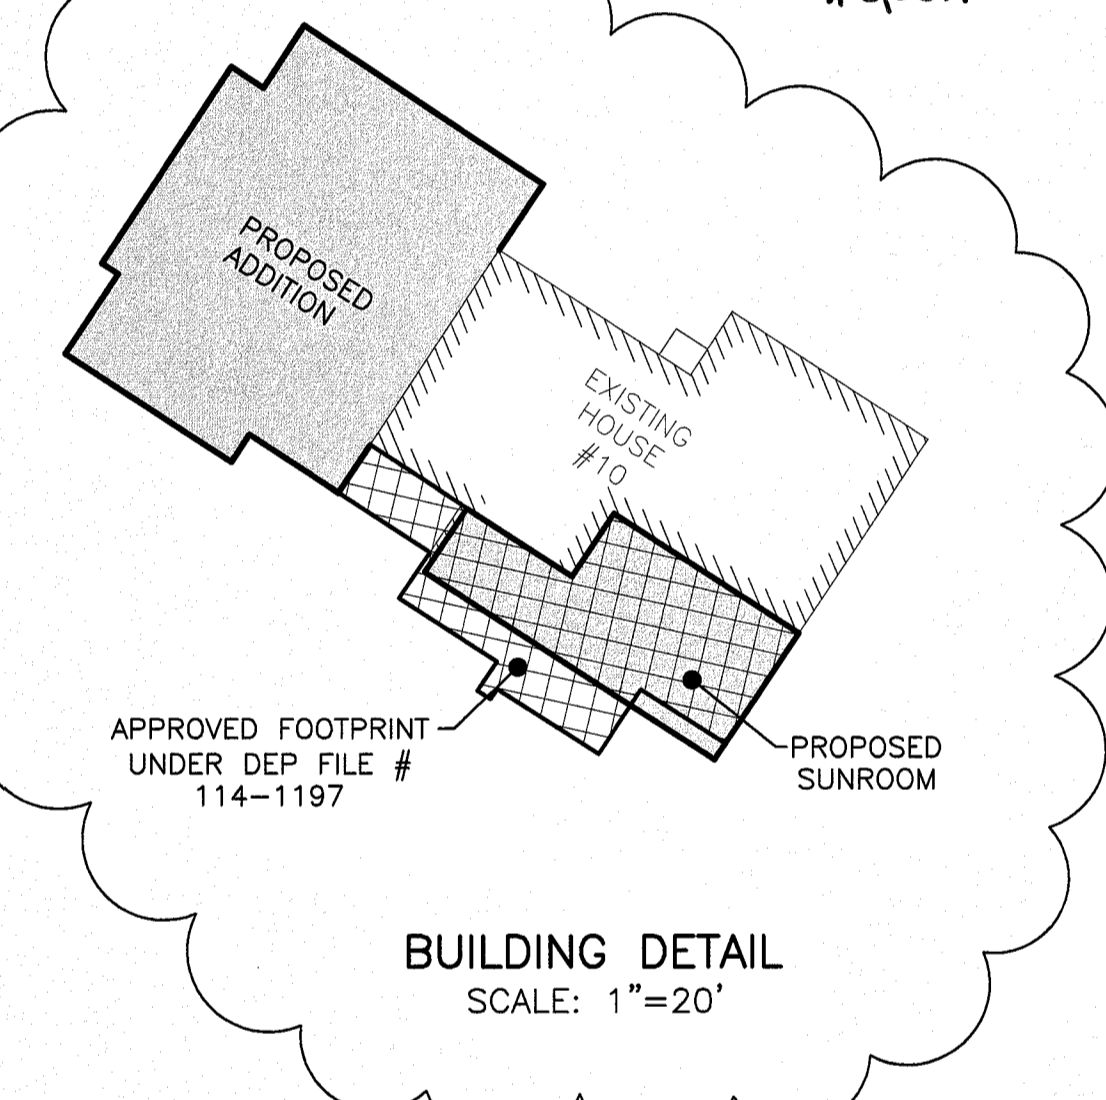 PROPOSED
ADDITION
EXISTING
HOUSE
#10
APPROVED FOOTPRINT
UNDER DEP FILE #
114-1197
PROPOSED
SUNROOM
BUILDING DETAIL
SCALE: 1"=20'